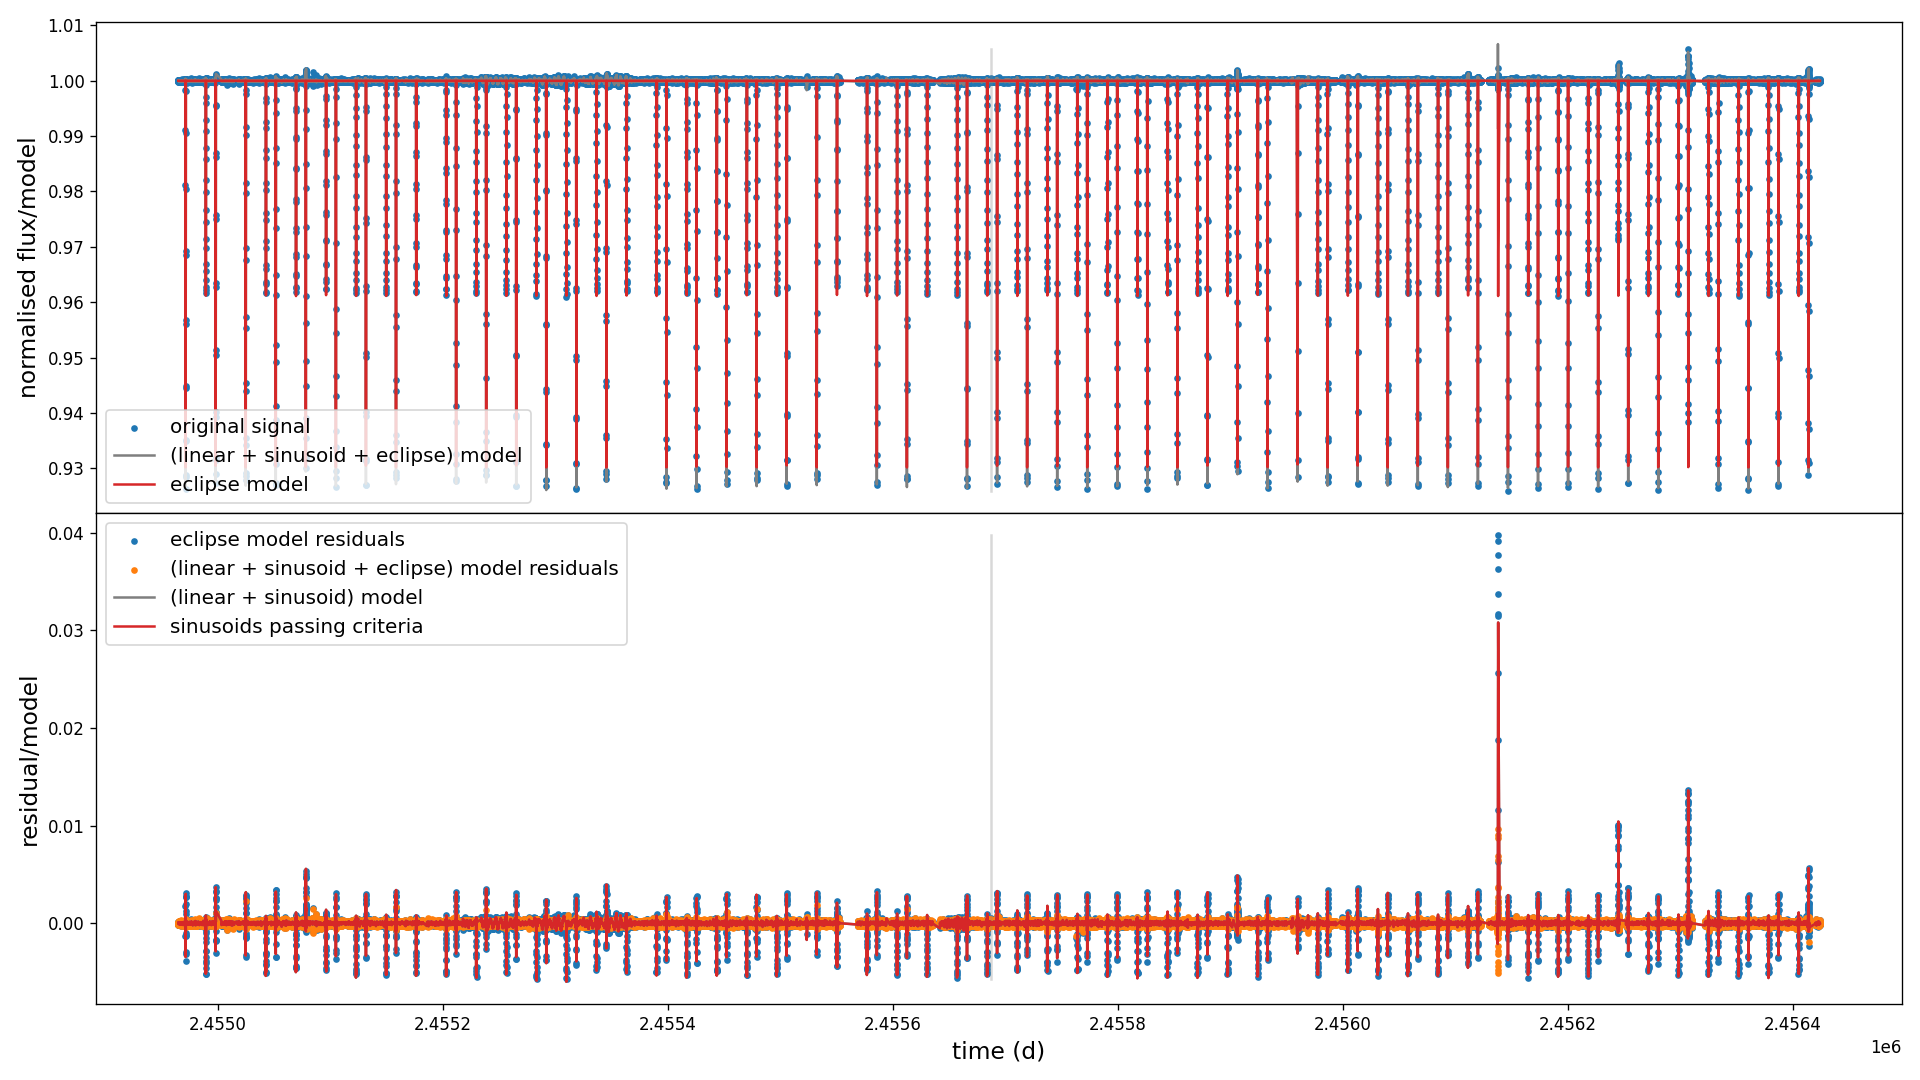 1.01
1.00
0.99
0.98
0.97
0.96
0.95
0.94
0.93
normalised flux/model
original signal
(linear + sinusoid + eclipse) model
eclipse model
0.04
0.03
0.02
0.01
0.00
residual/model
eclipse model residuals
(linear + sinusoid + eclipse) model residuals
(linear + sinusoid) model
sinusoids passing criteria
2.4550 2.4552 2.4554 2.4556 2.4558 2.4560 2.4562 2.4564
1e6
time (d)